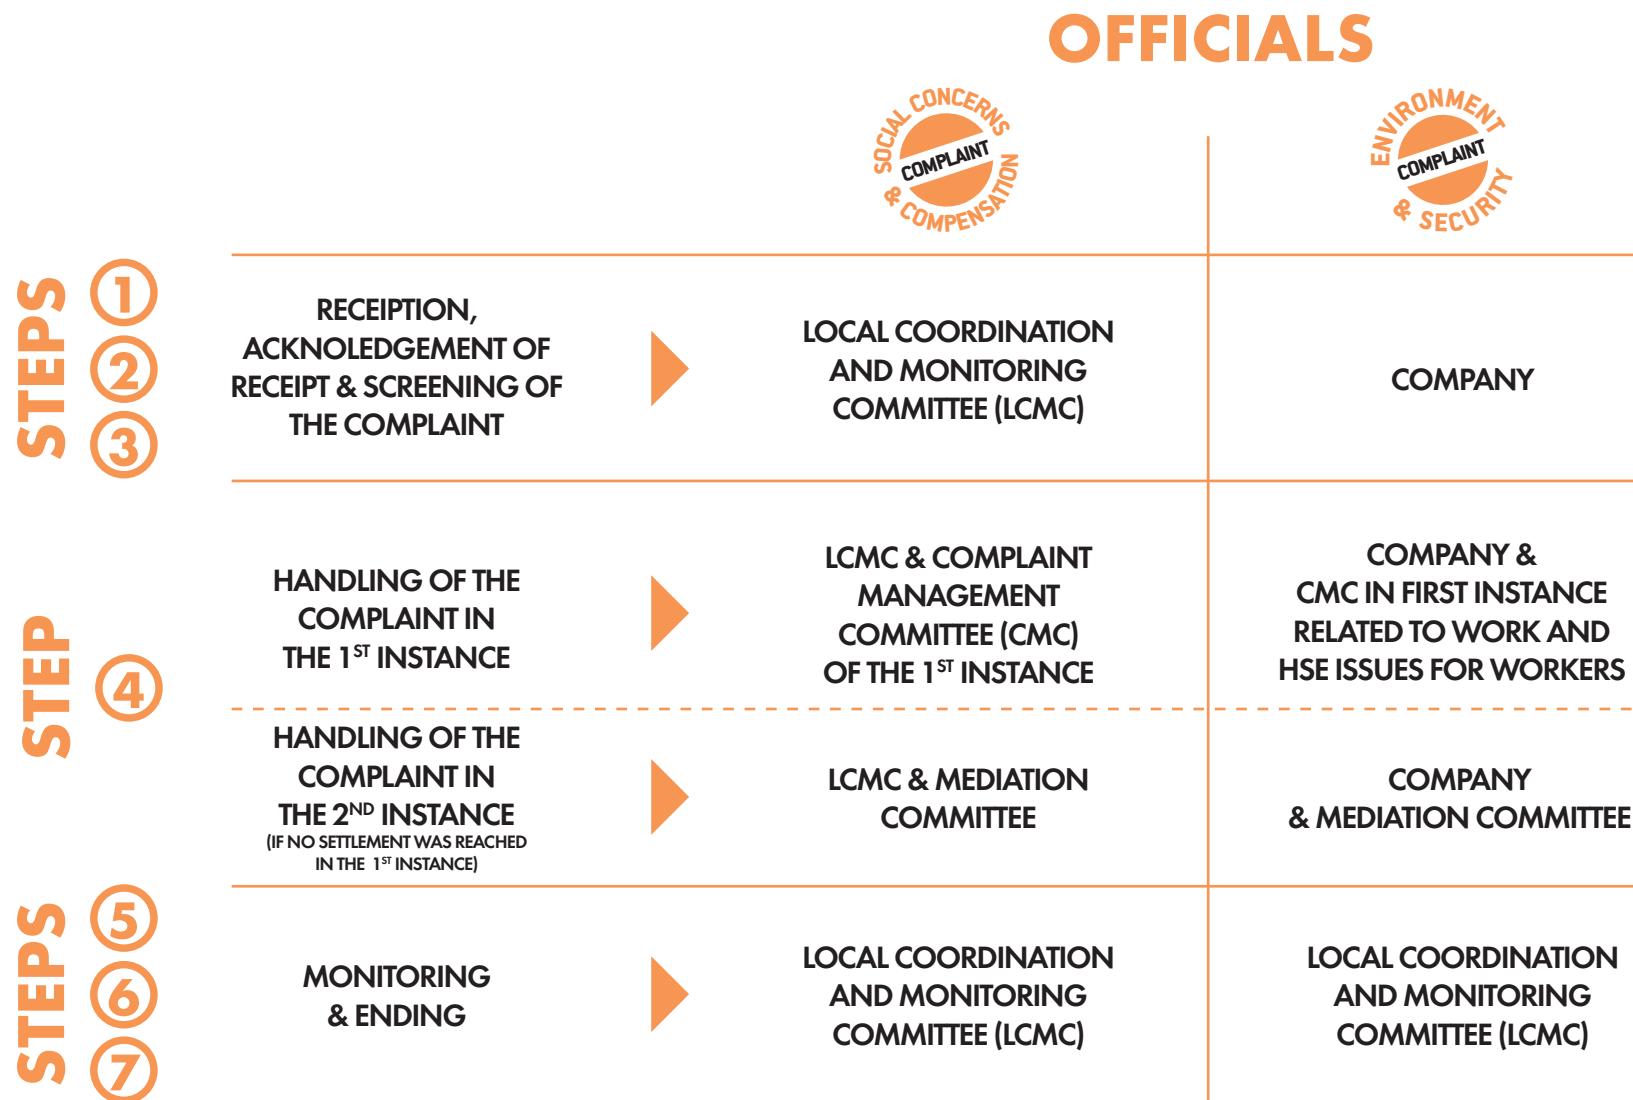 OFFICIALS
SOCIAL CONCERNS
COMPLAINT
& COMPENSATION
ENVIRONMENT
COMPLAINT
& SECURITY
STEPS
1
2
3
RECEIPTION,
ACKNOLEDGEMENT OF
RECEIPT & SCREENING OF
THE COMPLAINT
LOCAL COORDINATION
AND MONITORING
COMMITTEE (LCMC)
COMPANY
STEP
4
HANDLING OF THE
COMPLAINT IN
THE 1ST INSTANCE
LCMC & COMPLAINT
MANAGEMENT
COMMITTEE (CMC)
OF THE 1ST INSTANCE
COMPANY &
CMC IN FIRST INSTANCE
RELATED TO WORK AND
HSE ISSUES FOR WORKERS
HANDLING OF THE
COMPLAINT IN
THE 2ND INSTANCE
(IF NO SETTLEMENT WAS REACHED
IN THE 1ST INSTANCE)
LCMC & MEDIATION
COMMITTEE
COMPANY
& MEDIATION COMMITTEE
STEPS
5
6
7
MONITORING
& ENDING
LOCAL COORDINATION
AND MONITORING
COMMITTEE (LCMC)
LOCAL COORDINATION
AND MONITORING
COMMITTEE (LCMC)